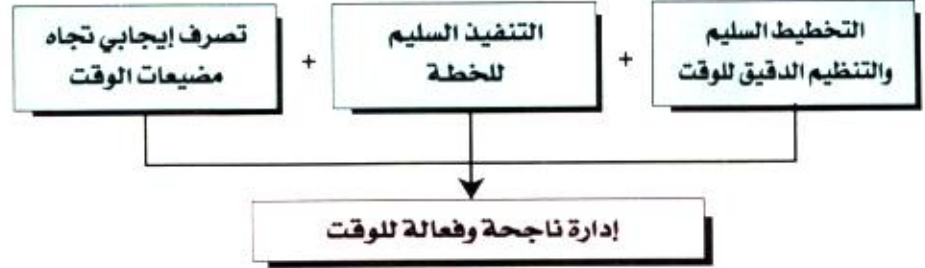 التخطيط السليم
والتنظيم الدقيق للوقت
+
التنفيذ السليم
للخطة
+
تصرف إيجابي تجاه
مضيعات الوقت
إدارة ناجحة وفعالة للوقت